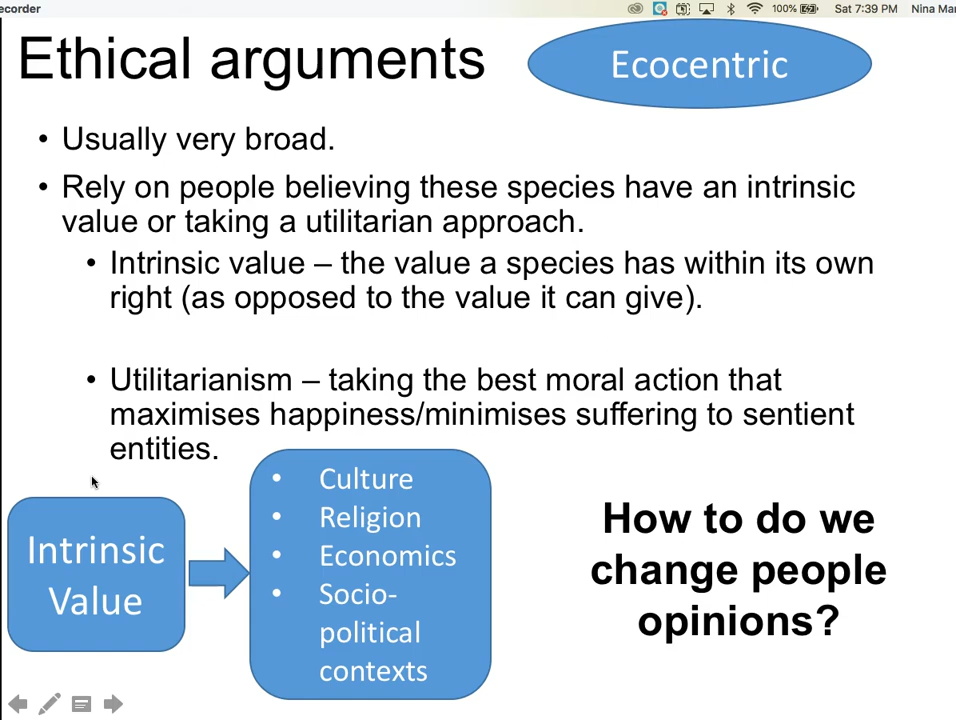 ecorder
100%
Sat 7:39 PM
Nina Mar
Ethical arguments
Ecocentric
• Usually very broad.
• Rely on people believing these species have an intrinsic
value or taking a utilitarian approach.
• Intrinsic value – the value a species has within its own
right (as opposed to the value it can give).
• Utilitarianism – taking the best moral action that
maximises happiness/minimises suffering to sentient
entities.
Intrinsic
Value
• Culture
• Religion
• Economics
• Socio-
political
contexts
How to do we
change people
opinions?